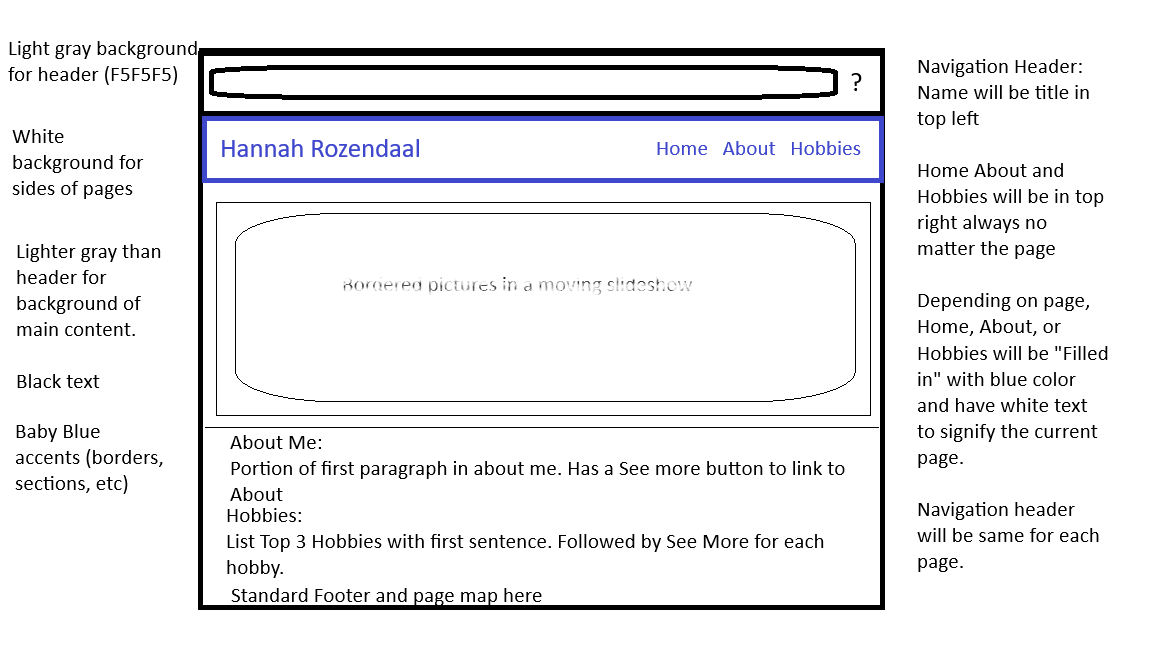 Light gray background
for header (F5F5F5)
White
background for
sides of pages
Lighter gray than
header for
background of
main content.
Black text
Baby Blue
accents (borders,
sections, etc)
?
Hannah Rozendaal
Home About Hobbies
Bordered pictures in a moving slideshow
About Me:
Portion of first paragraph in about me. Has a See more button to link to
About
Hobbies:
List Top 3 Hobbies with first sentence. Followed by See More for each
hobby.
Standard Footer and page map here
Navigation Header:
Name will be title in
top left
Home About and
Hobbies will be in top
right always no
matter the page
Depending on page,
Home, About, or
Hobbies will be "Filled
in" with blue color
and have white text
to signify the current
page.
Navigation header
will be same for each
page.